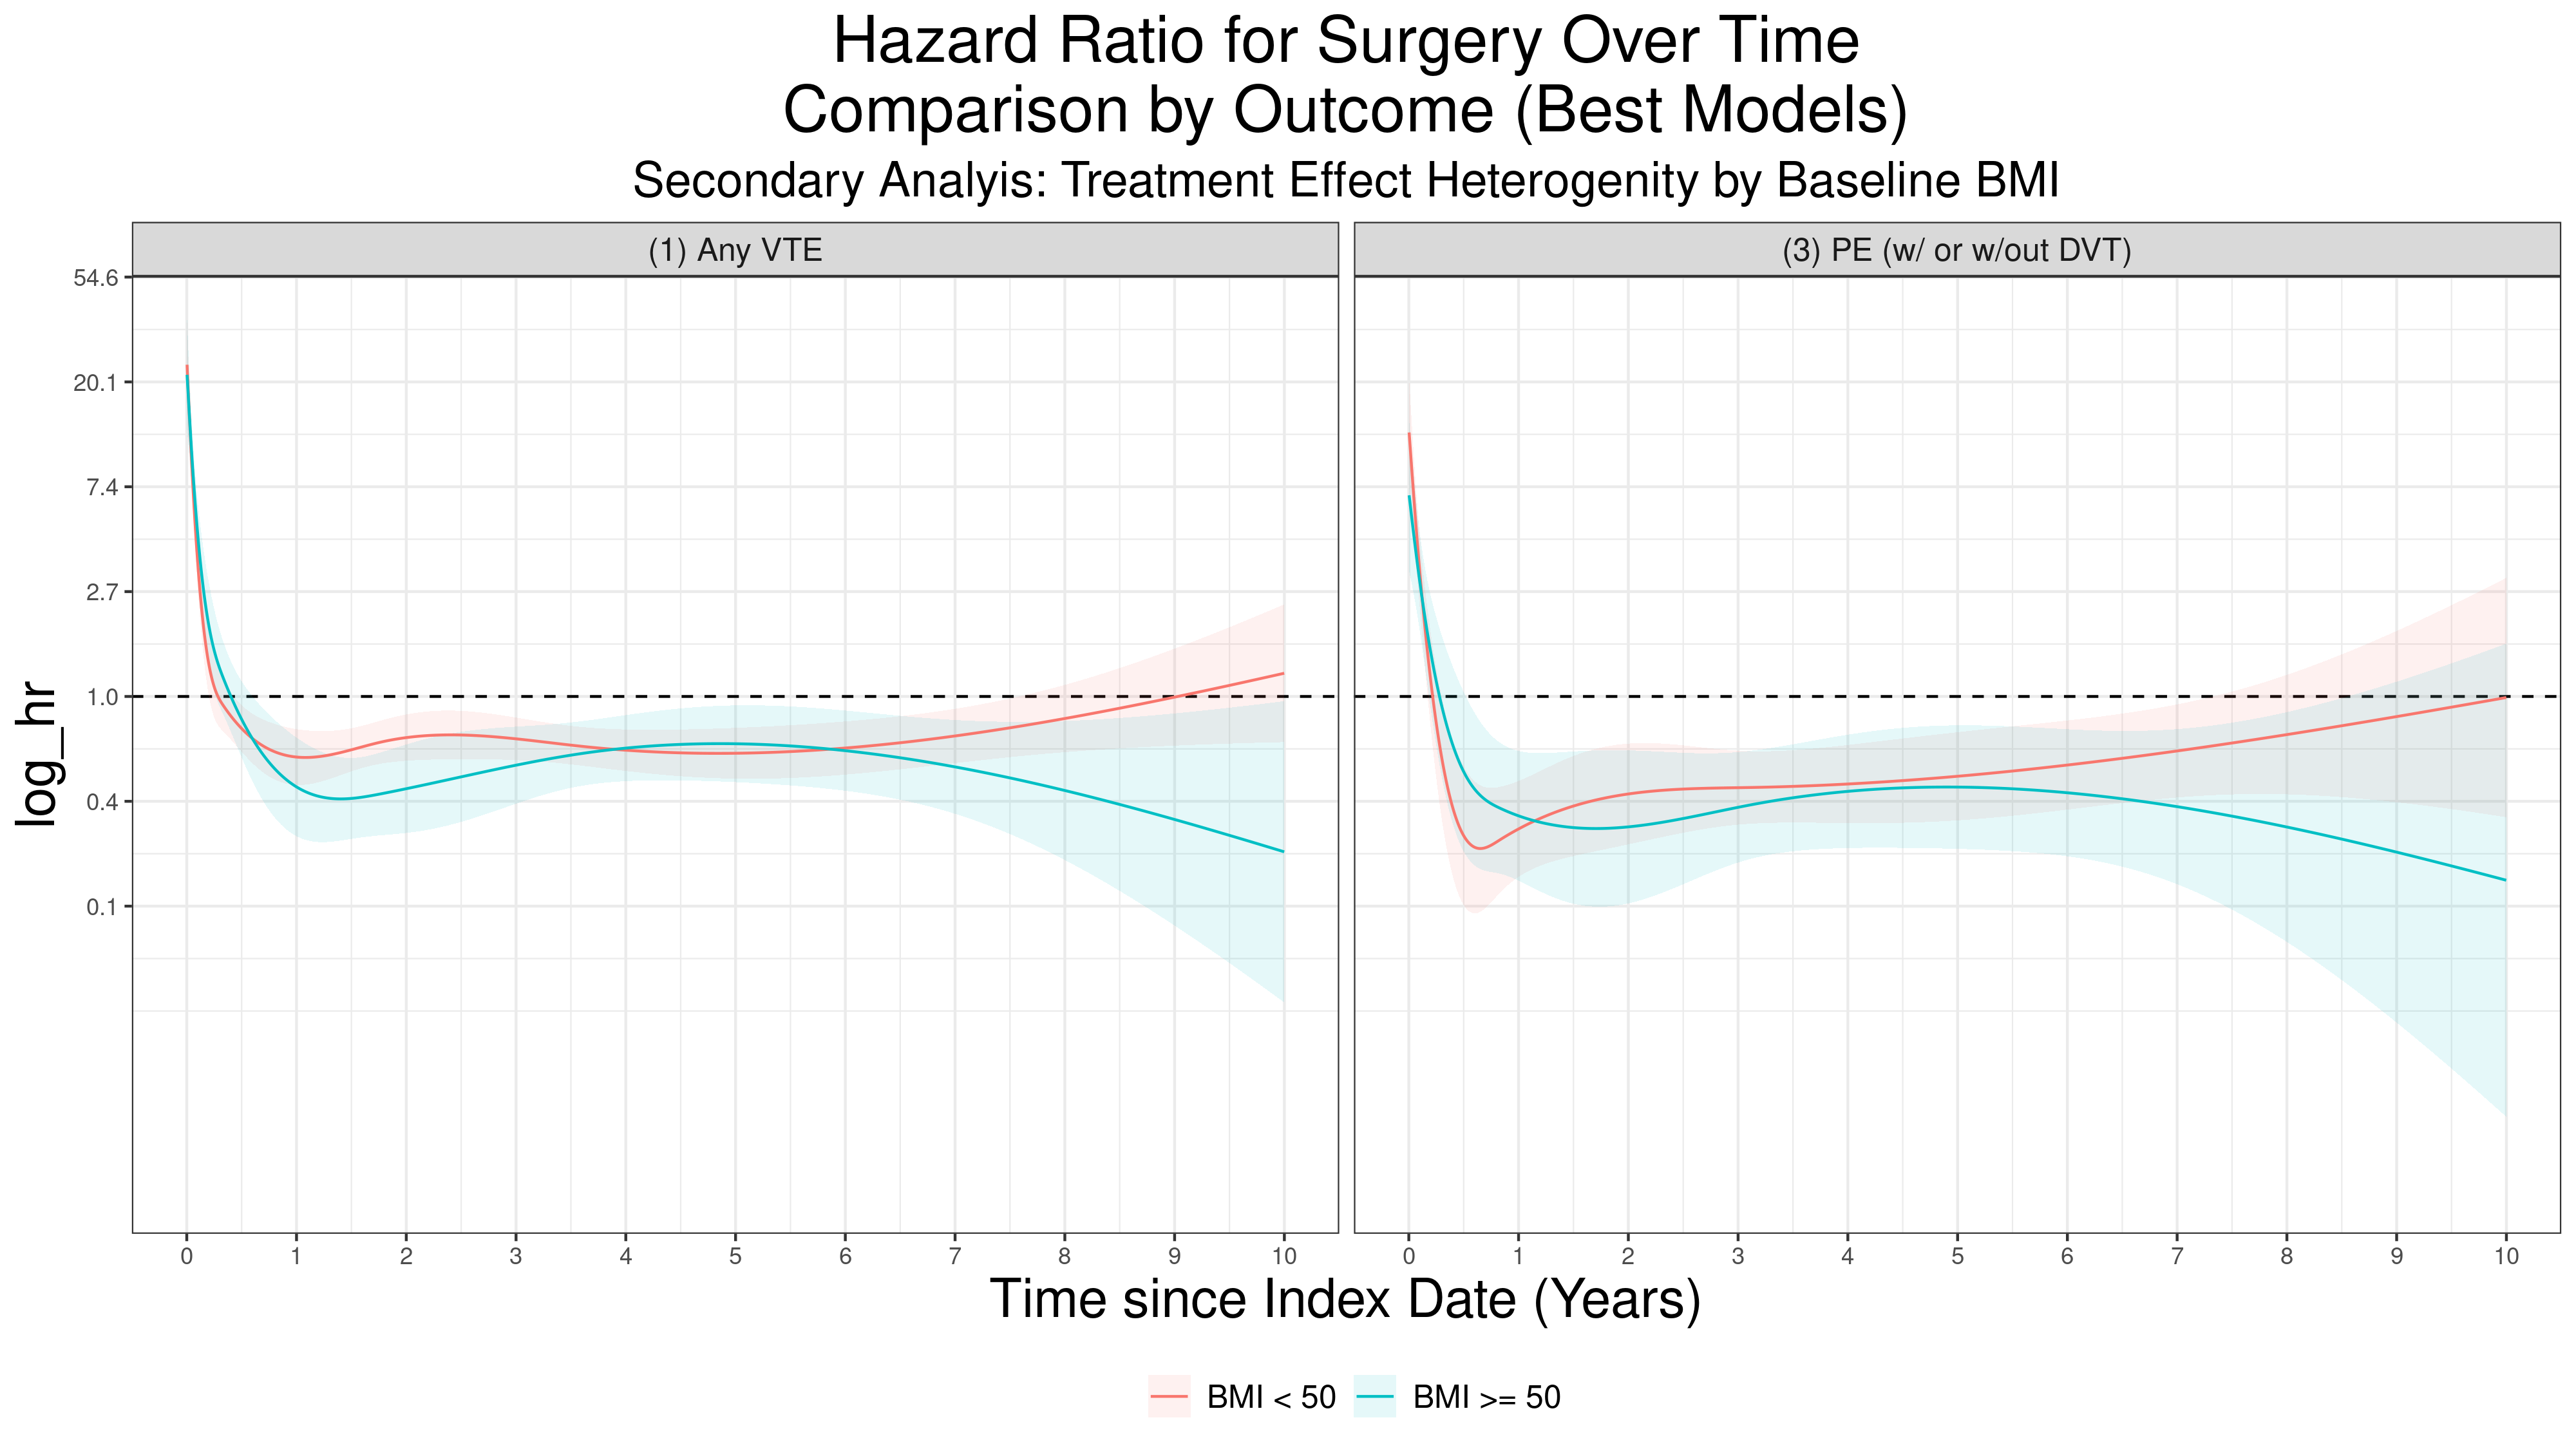 Hazard Ratio for Surgery Over Time
Comparison by Outcome (Best Models)
Secondary Analyis: Treatment Effect Heterogenity by Baseline BMI
(1) Any VTE
(3) PE (w/ or w/out DVT)
log_hr
54.6
20.1
7.4
2.7
1.0
0.4
0.1
0 1 2 3 4 5 6 7 8 9 10
0 1 2 3 4 5 6 7 8 9 10
Time since Index Date (Years)
BMI < 50
BMI >= 50